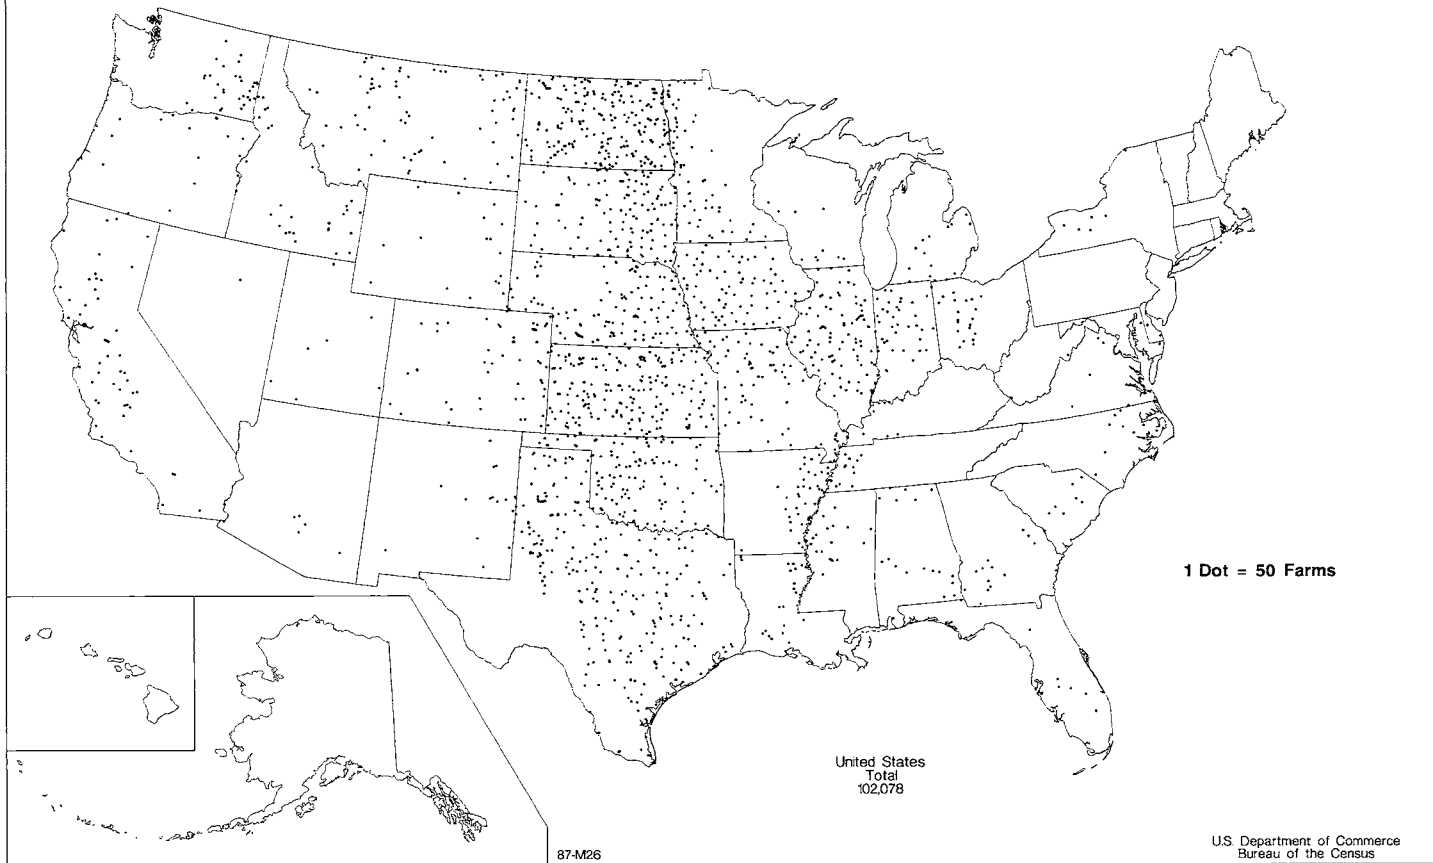 1 Dot = 50 Farms
United States
Total
102,078
87-M26
U.S. Department of Commerce
Bureau of the Census